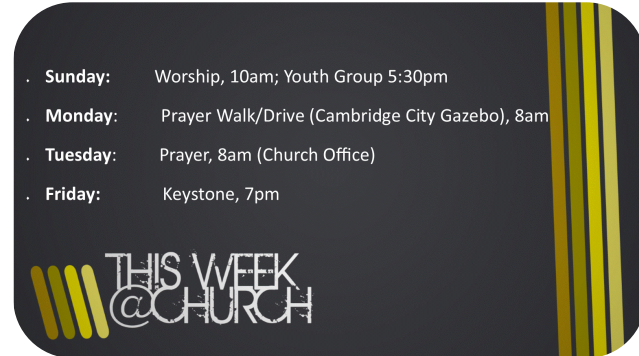 . Sunday: Worship, 10am; Youth Group 5:30pm
. Monday: Prayer Walk/Drive (Cambridge City Gazebo), 8am
. Tuesday: Prayer, 8am (Church Office)
. Friday: Keystone, 7pm
THIS WEEK
@CHURCH